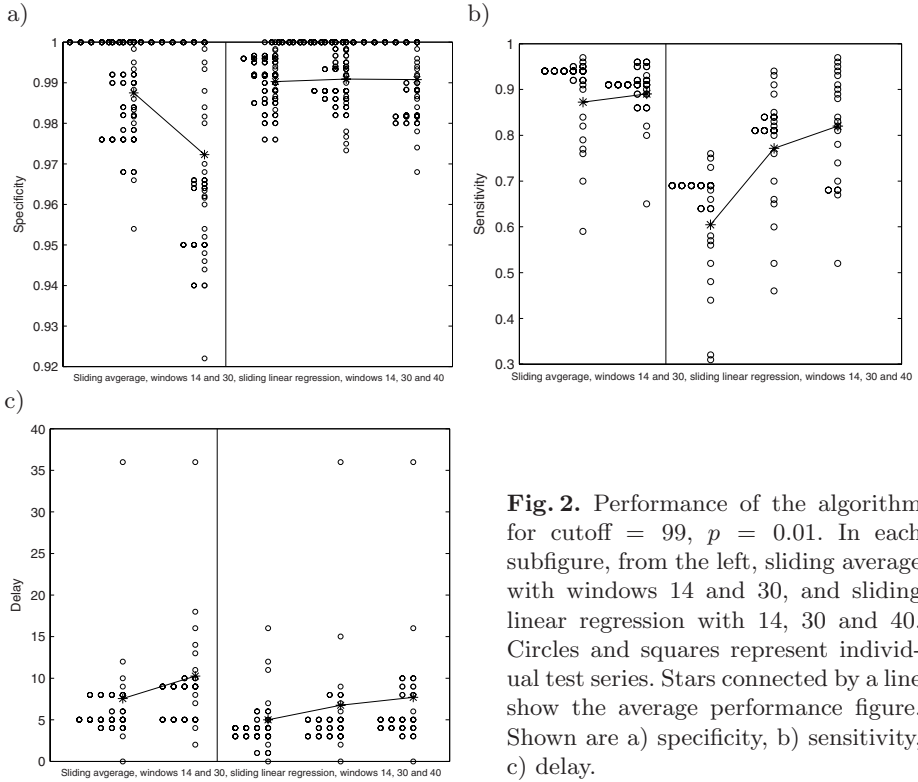 a)
1
0.99
0.98
0.97
0.96
0.95
0.94
0.93
0.92
Specificity
Sliding avgerage, windows 14 and 30, sliding linear regression, windows 14, 30 and 40
b)
1
0.9
0.8
0.7
0.6
0.5
0.4
0.3
Sensitivity
Sliding avgerage, windows 14 and 30, sliding linear regression, windows 14, 30 and 40
c)
40
35
30
25
20
15
10
5
0
Delay
Sliding avgerage, windows 14 and 30, sliding linear regression, windows 14, 30 and 40
Fig. 2. Performance of the algorithm
for cutoff = 99, p = 0.01. In each
subfigure, from the left, sliding average
with windows 14 and 30, and sliding
linear regression with 14, 30 and 40.
Circles and squares represent individ-
ual test series. Stars connected by a line
show the average performance figure.
Shown are a) specificity, b) sensitivity,
c) delay.